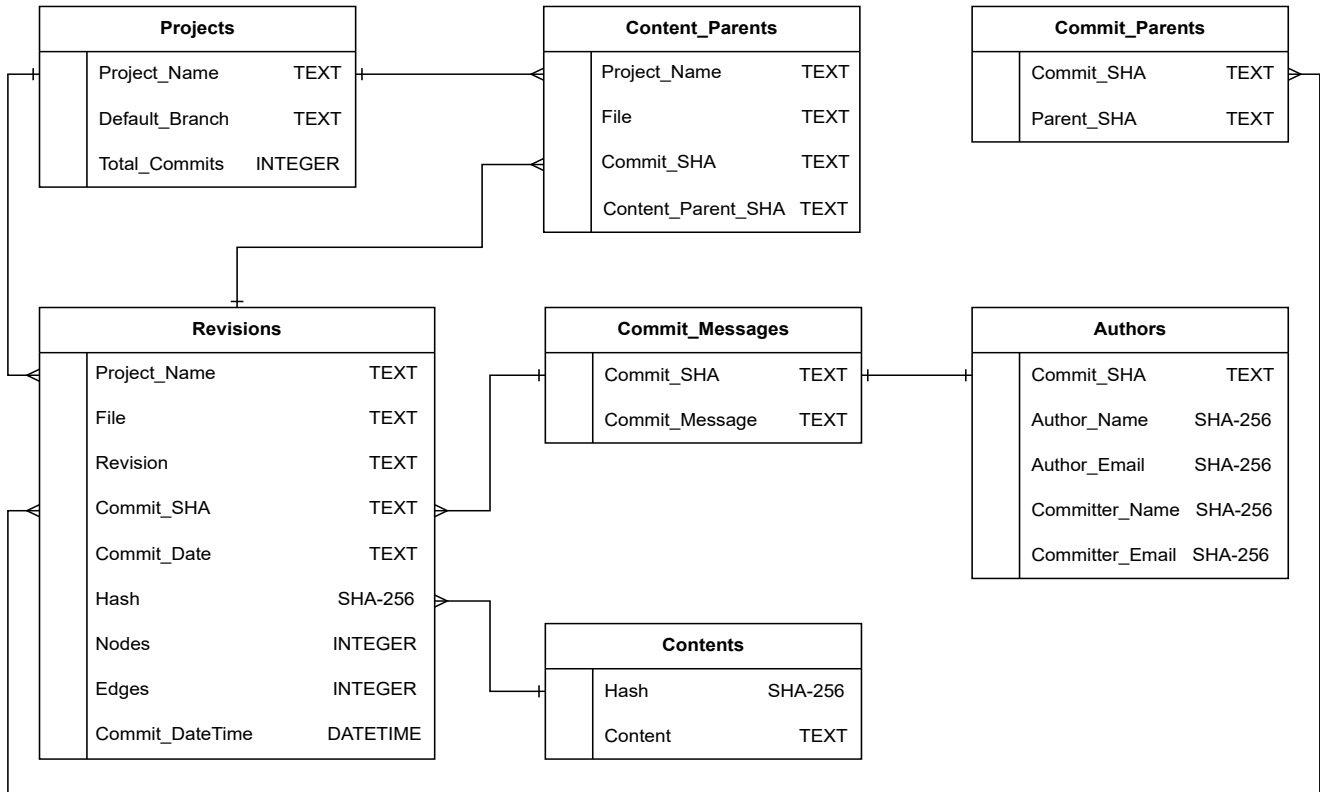 Projects
Project_Name TEXT
Default_Branch TEXT
Total_Commits INTEGER
Content_Parents
Project_Name TEXT
File TEXT
Commit_SHA TEXT
Content_Parent_SHA TEXT
Commit_Parents
Commit_SHA TEXT
Parent_SHA TEXT
Revisions
Project_Name TEXT
File TEXT
Revision TEXT
Commit_SHA TEXT
Commit_Date TEXT
Hash SHA-256
Nodes INTEGER
Edges INTEGER
Commit_DateTime DATETIME
Commit_Messages
Commit_SHA TEXT
Commit_Message TEXT
Authors
Commit_SHA TEXT
Author_Name SHA-256
Author_Email SHA-256
Committer_Name SHA-256
Committer_Email SHA-256
Contents
Hash SHA-256
Content TEXT